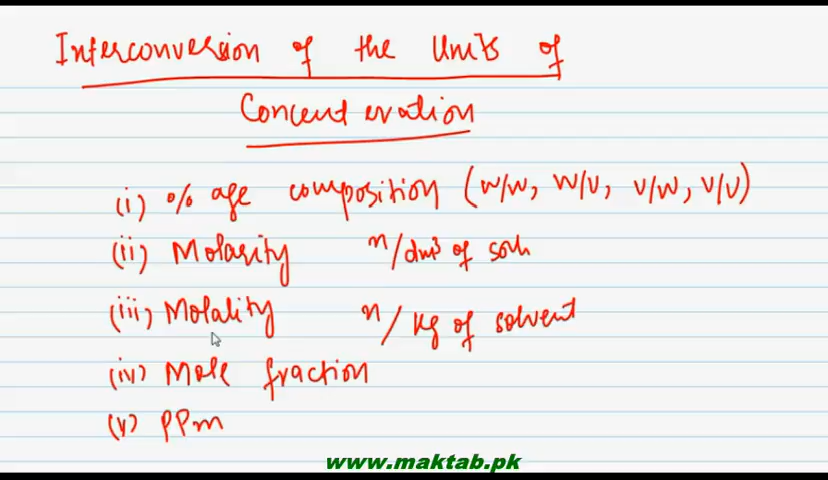 Interconversion of the Units of
Concentration
(i) % age composition (w/w, w/v, v/w, v/v)
(ii) Molarity n/dm³ of soln
(iii) Molality n/kg of solvent
(iv) Mole fraction
(v) PPm
www.maktab.pk